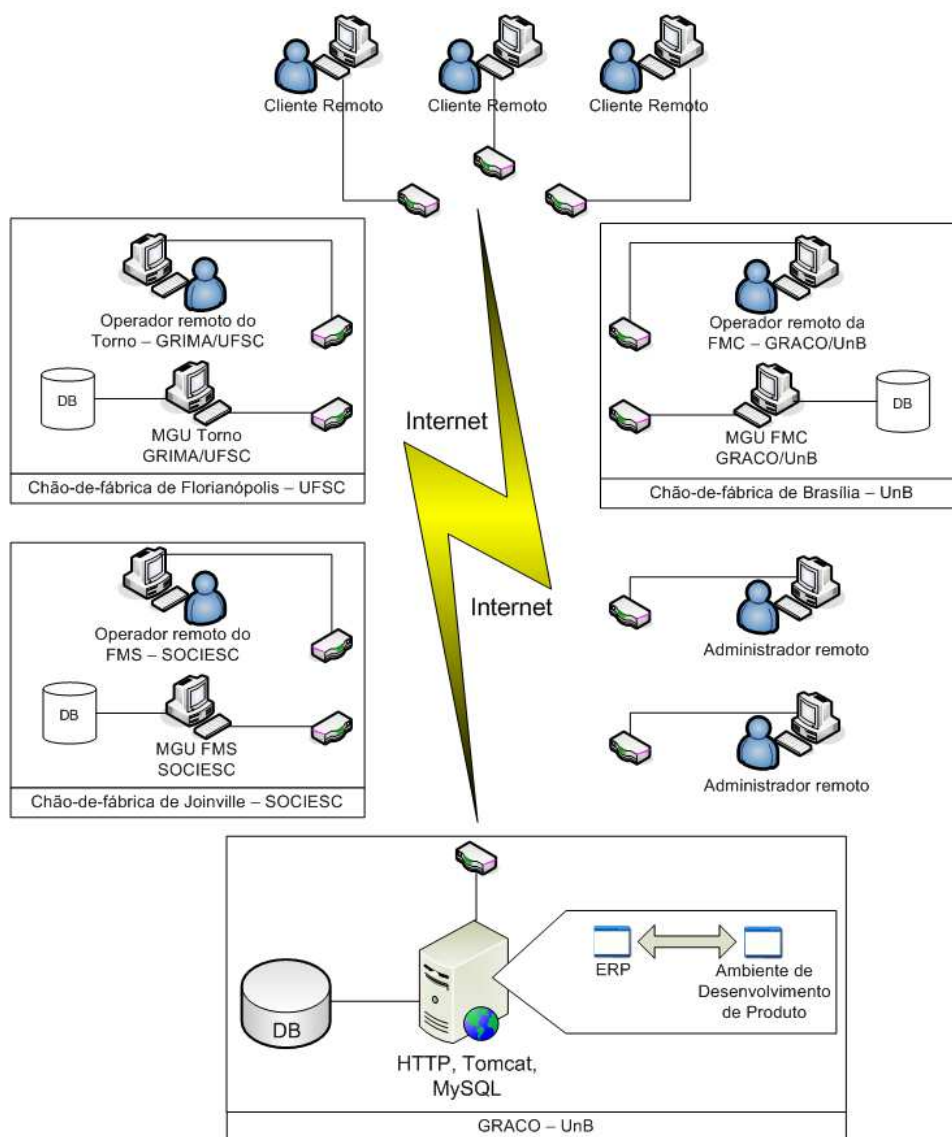 Cliente Remoto
Cliente Remoto
Cliente Remoto
Operador remoto do
Torno – GRIMA/UFSC
DB
MGU Torno
GRIMA/UFSC
Chão-de-fábrica de Florianópolis – UFSC
Operador remoto da
FMC – GRACO/UnB
MGU FMC
GRACO/UnB
DB
Chão-de-fábrica de Brasília – UnB
Internet
Internet
Operador remoto do
FMS – SOCIESC
DB
MGU FMS
SOCIESC
Chão-de-fábrica de Joinville – SOCIESC
Administrador remoto
Administrador remoto
DB
HTTP, Tomcat,
MySQL
ERP
Ambiente de
Desenvolvimento
de Produto
GRACO – UnB